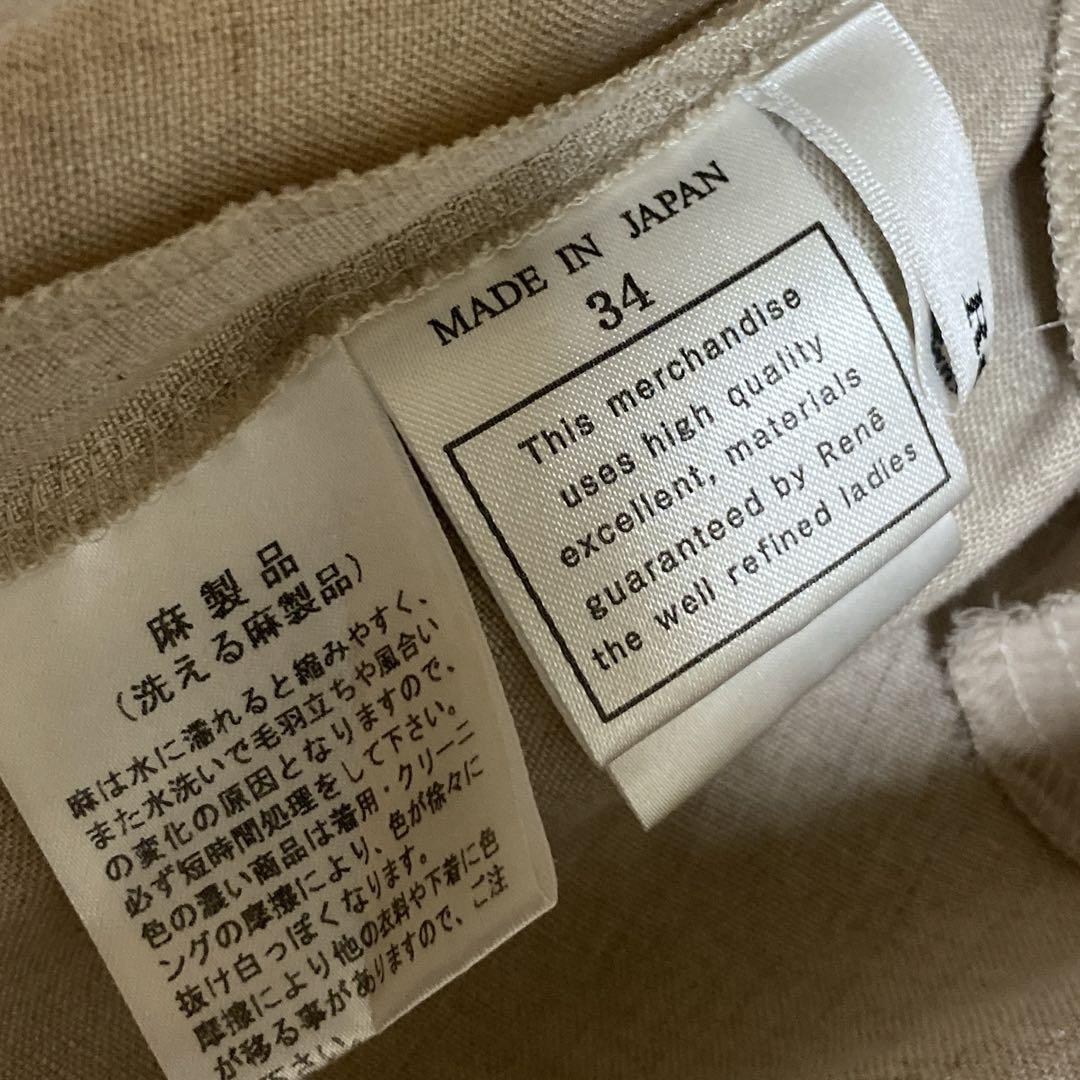 MADE IN JAPAN
34
This merchandise
uses high quality
excellent, materials
guaranteed by Renē
the well refined ladies
麻製品
(洗える麻製品)
麻は水に濡れると縮みやすく、
また水洗いで毛羽立ちや風合い
の変化の原因となりますので、
必ず短時間処理をして下さい。
色の濃い商品は着用・クリーニ
ングの摩擦により、色が徐々に
抜け白っぽくなります。
摩擦により他の衣料や下着に色
が移る事がありますので、ご注
下さい